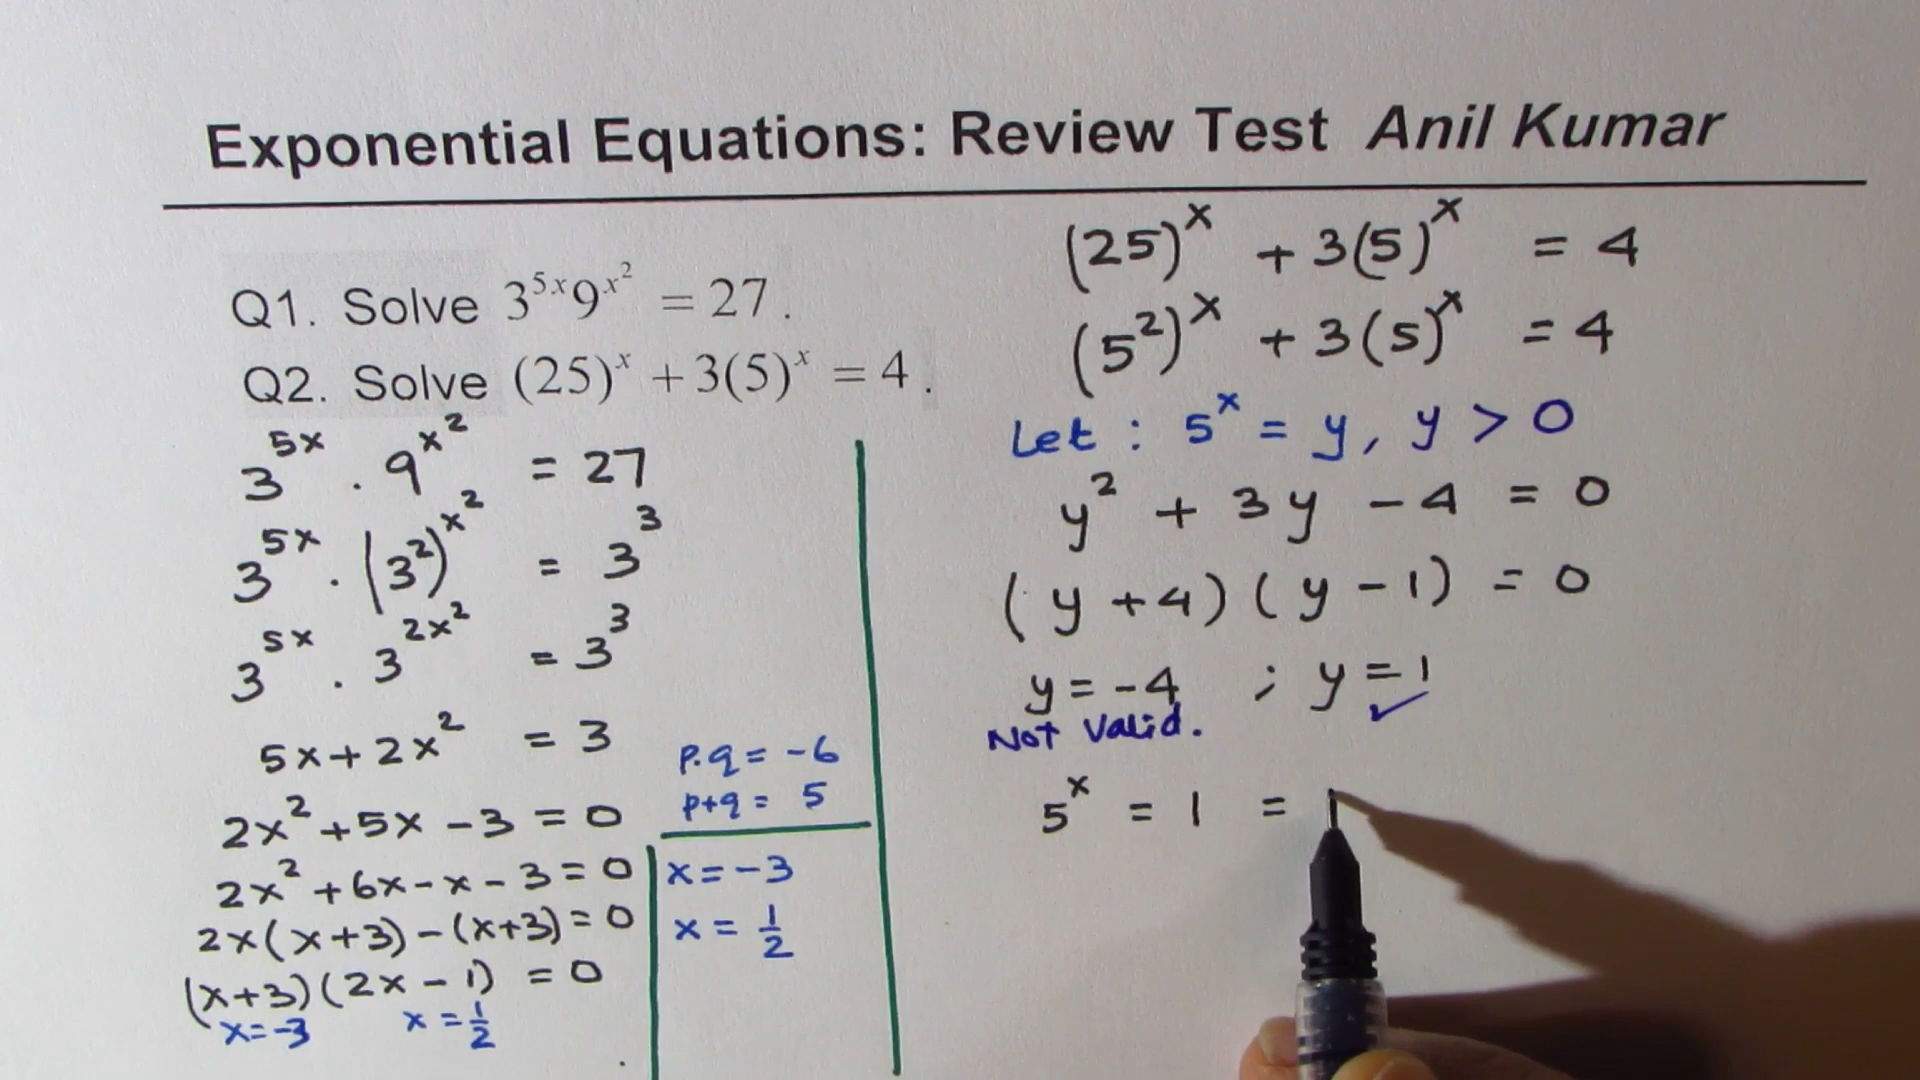 Exponential Equations: Review Test Anil Kumar
Q1. Solve 3^{5x}9^{x^2} = 27.
Q2. Solve (25)^x + 3(5)^x = 4.
3^{5x} . 9^{x^2} = 27
3^{5x} . (3^2)^{x^2} = 3^3
3^{5x} . 3^{2x^2} = 3^3
5x + 2x^2 = 3
2x^2 + 5x - 3 = 0
2x^2 + 6x - x - 3 = 0
2x(x+3) - (x+3) = 0
(x+3)(2x - 1) = 0
x = -3 x = 1/2
p.q = -6
p+q = 5
x = -3
x = 1/2
(25)^x + 3(5)^x = 4
(5^2)^x + 3(5)^x = 4
Let : 5^x = y, y > 0
y^2 + 3y - 4 = 0
(y + 4)(y - 1) = 0
y = -4 ; y = 1 ✓
Not Valid.
5^x = 1 =